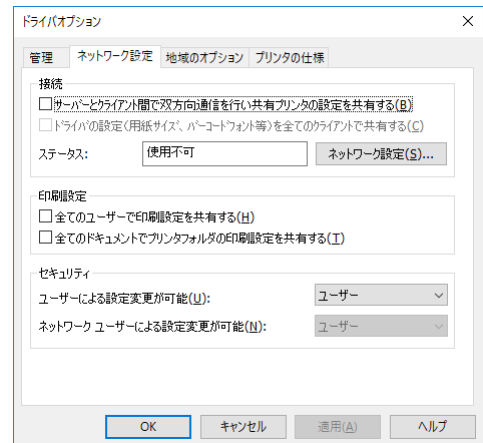 ドライバオプション
管理 ネットワーク設定 地域のオプション プリンタの仕様
接続
サーバーとクライアント間で双方向通信を行い共有プリンタの設定を共有する(B)
ドライバの設定(用紙サイズ、バーコードフォント等)を全てのクライアントで共有する(C)
ステータス: 使用不可 ネットワーク設定(S)...
印刷設定
全てのユーザーで印刷設定を共有する(H)
全てのドキュメントでプリンタフォルダの印刷設定を共有する(T)
セキュリティ
ユーザーによる設定変更が可能(U): ユーザー
ネットワーク ユーザーによる設定変更が可能(N): ユーザー
OK キャンセル 適用(A) ヘルプ